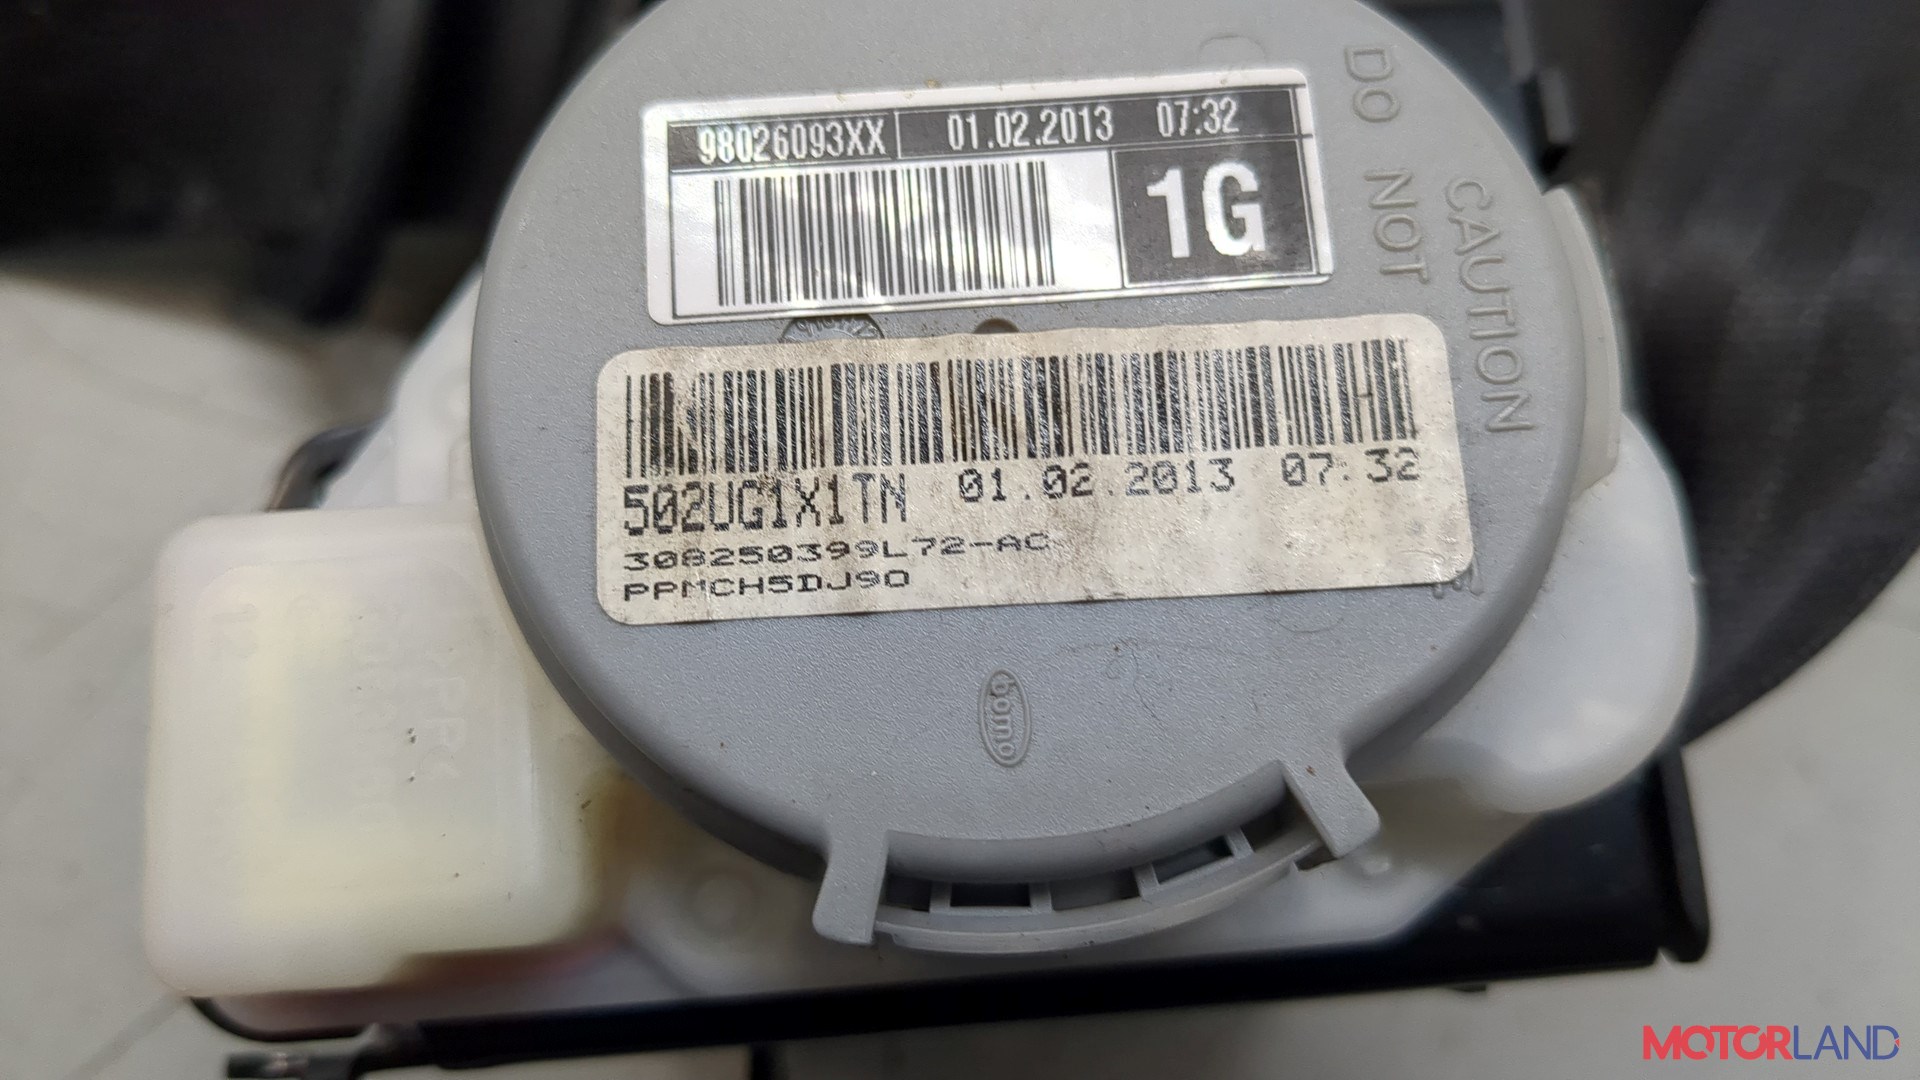 98026093XX 01.02.2013 07:32
1G
502UG1X1TN 01.02.2013 07:32
308250399L72-AC
PPMCH5DJ90
CAUTION
DO NOT
bomo
MOTORLAND